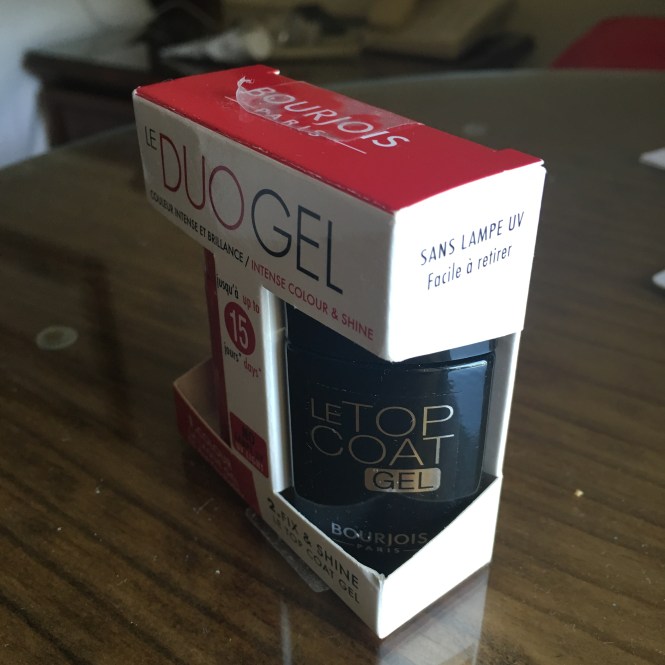 BOURJOIS
PARIS
LE DUO GEL
COULEUR INTENSE ET BRILLANCE / INTENSE COLOUR & SHINE
SANS LAMPE UV
Facile à retirer
jusqu'à up to
15
jours* days*
LE TOP
COAT
GEL
BOURJOIS
PARIS
2. FIX & SHINE
LE TOP COAT GEL